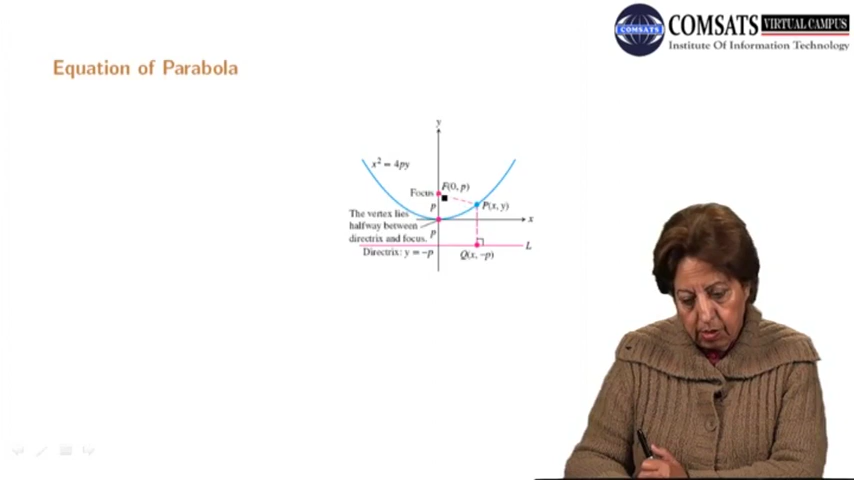 COMSATS VIRTUAL CAMPUS
COMSATS
Institute Of Information Technology
Equation of Parabola
y
x² = 4py
Focus
F(0, p)
p
P(x, y)
x
The vertex lies
halfway between
directrix and focus.
p
L
Directrix: y = −p
Q(x, −p)